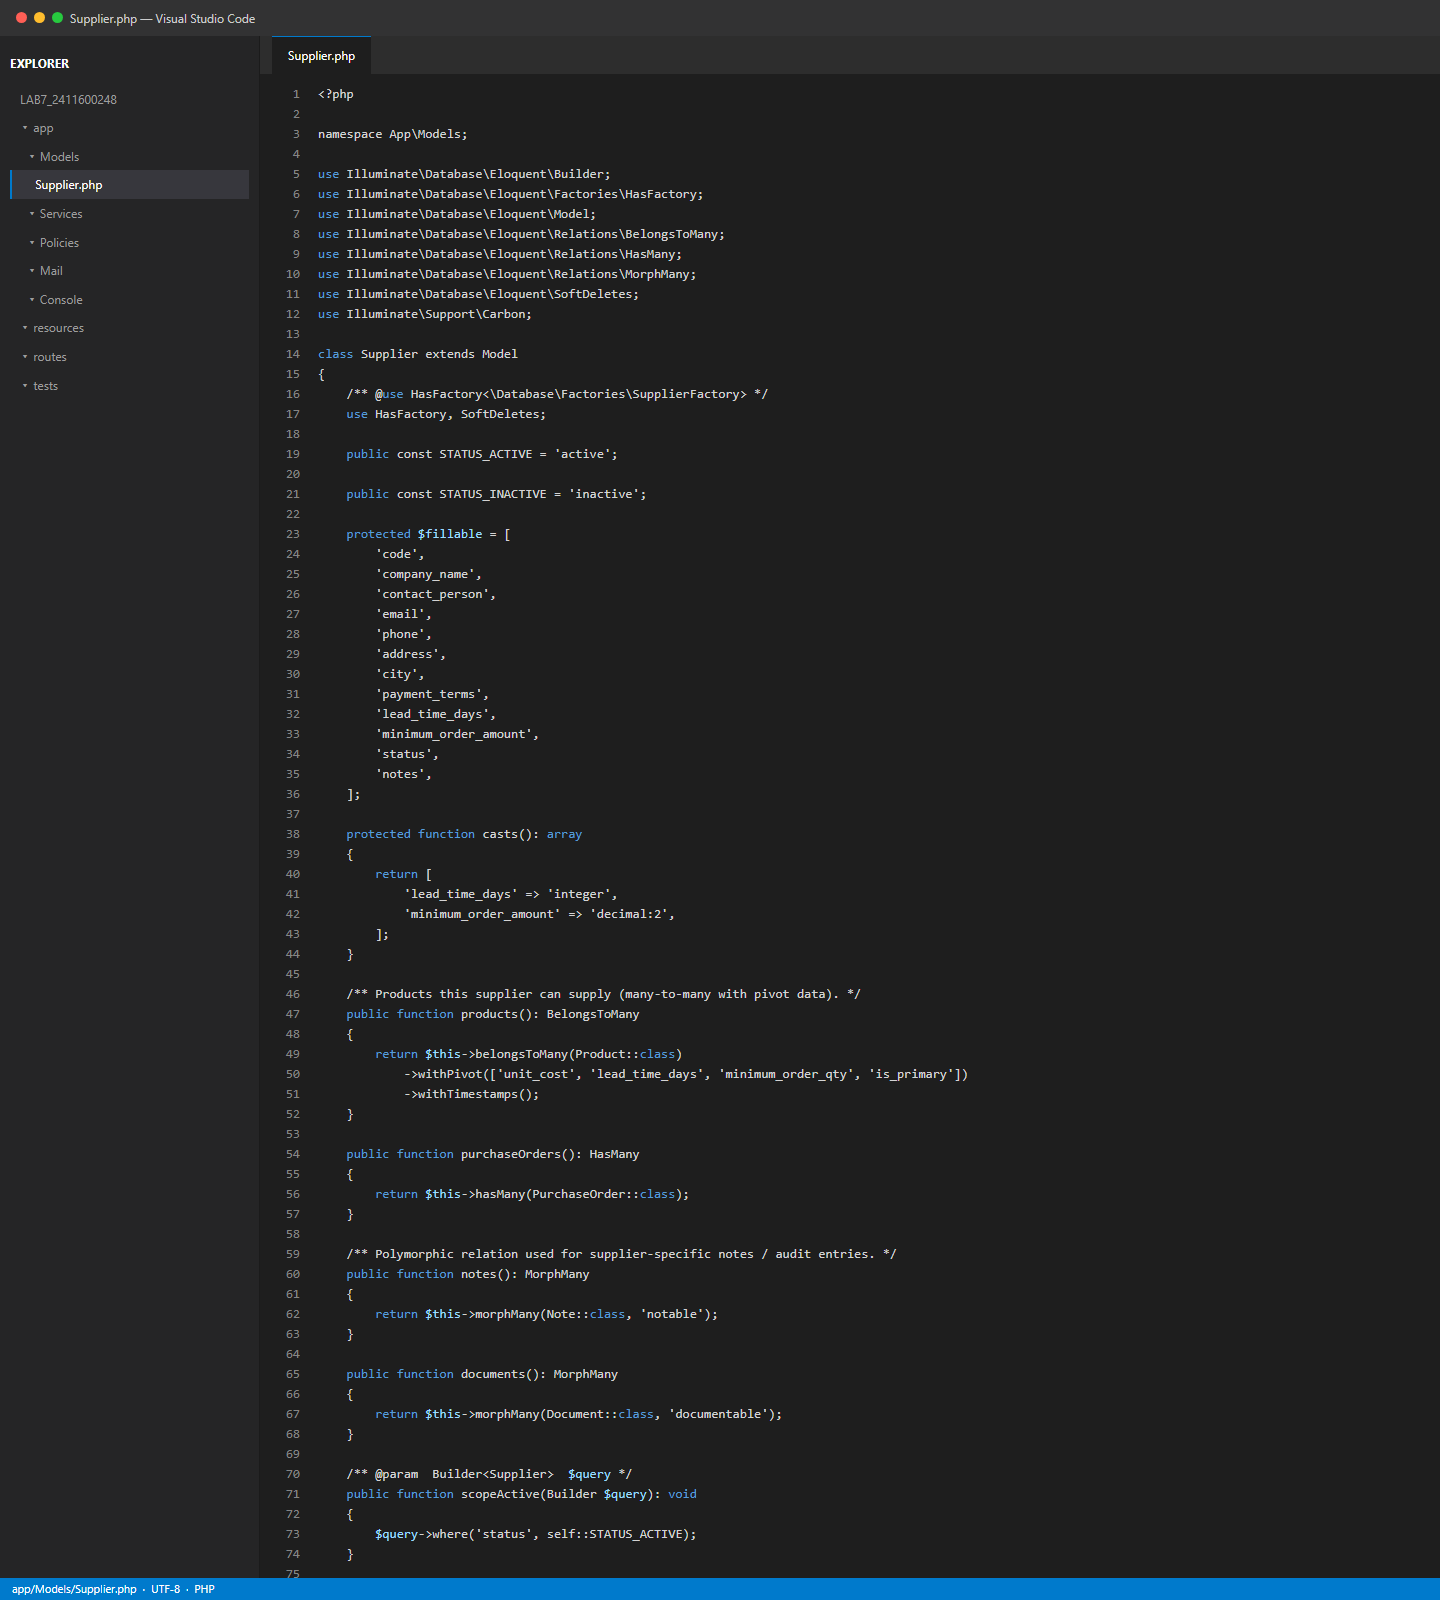 Supplier.php — Visual Studio Code
EXPLORER
LAB7_2411600248
app
Models
Supplier.php
Services
Policies
Mail
Console
resources
routes
tests
Supplier.php
1 <?php
2
3 namespace App\Models;
4
5 use Illuminate\Database\Eloquent\Builder;
6 use Illuminate\Database\Eloquent\Factories\HasFactory;
7 use Illuminate\Database\Eloquent\Model;
8 use Illuminate\Database\Eloquent\Relations\BelongsToMany;
9 use Illuminate\Database\Eloquent\Relations\HasMany;
10 use Illuminate\Database\Eloquent\Relations\MorphMany;
11 use Illuminate\Database\Eloquent\SoftDeletes;
12 use Illuminate\Support\Carbon;
13
14 class Supplier extends Model
15 {
16     /** @use HasFactory<\Database\Factories\SupplierFactory> */
17     use HasFactory, SoftDeletes;
18
19     public const STATUS_ACTIVE = 'active';
20
21     public const STATUS_INACTIVE = 'inactive';
22
23     protected $fillable = [
24         'code',
25         'company_name',
26         'contact_person',
27         'email',
28         'phone',
29         'address',
30         'city',
31         'payment_terms',
32         'lead_time_days',
33         'minimum_order_amount',
34         'status',
35         'notes',
36     ];
37
38     protected function casts(): array
39     {
40         return [
41             'lead_time_days' => 'integer',
42             'minimum_order_amount' => 'decimal:2',
43         ];
44     }
45
46     /** Products this supplier can supply (many-to-many with pivot data). */
47     public function products(): BelongsToMany
48     {
49         return $this->belongsToMany(Product::class)
50             ->withPivot(['unit_cost', 'lead_time_days', 'minimum_order_qty', 'is_primary'])
51             ->withTimestamps();
52     }
53
54     public function purchaseOrders(): HasMany
55     {
56         return $this->hasMany(PurchaseOrder::class);
57     }
58
59     /** Polymorphic relation used for supplier-specific notes / audit entries. */
60     public function notes(): MorphMany
61     {
62         return $this->morphMany(Note::class, 'notable');
63     }
64
65     public function documents(): MorphMany
66     {
67         return $this->morphMany(Document::class, 'documentable');
68     }
69
70     /** @param  Builder<Supplier>  $query */
71     public function scopeActive(Builder $query): void
72     {
73         $query->where('status', self::STATUS_ACTIVE);
74     }
75
app/Models/Supplier.php · UTF-8 · PHP